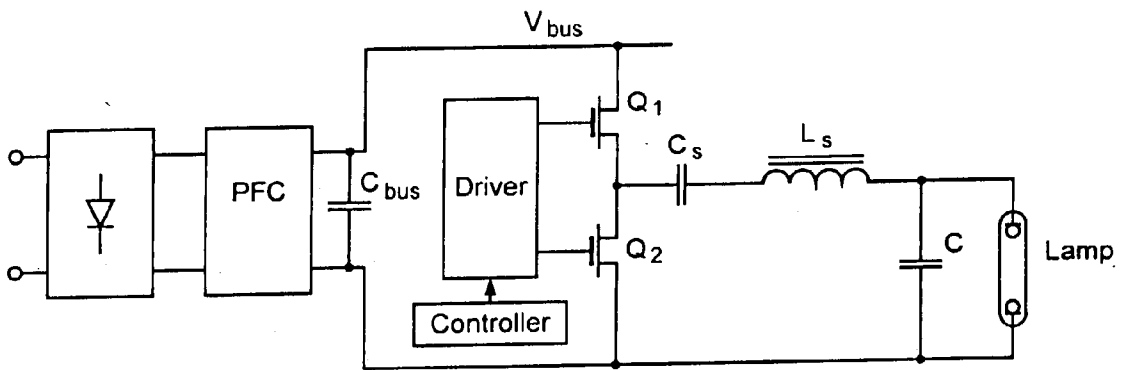 V bus
Q 1
L s
C s
PFC
C bus
Driver
Q 2
C
Lamp
Controller